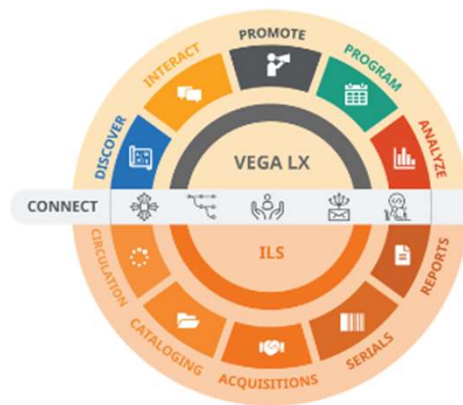 PROMOTE
INTERACT
PROGRAM
DISCOVER
ANALYZE
VEGA LX
CONNECT
ILS
CIRCULATION
REPORTS
CATALOGING
SERIALS
ACQUISITIONS